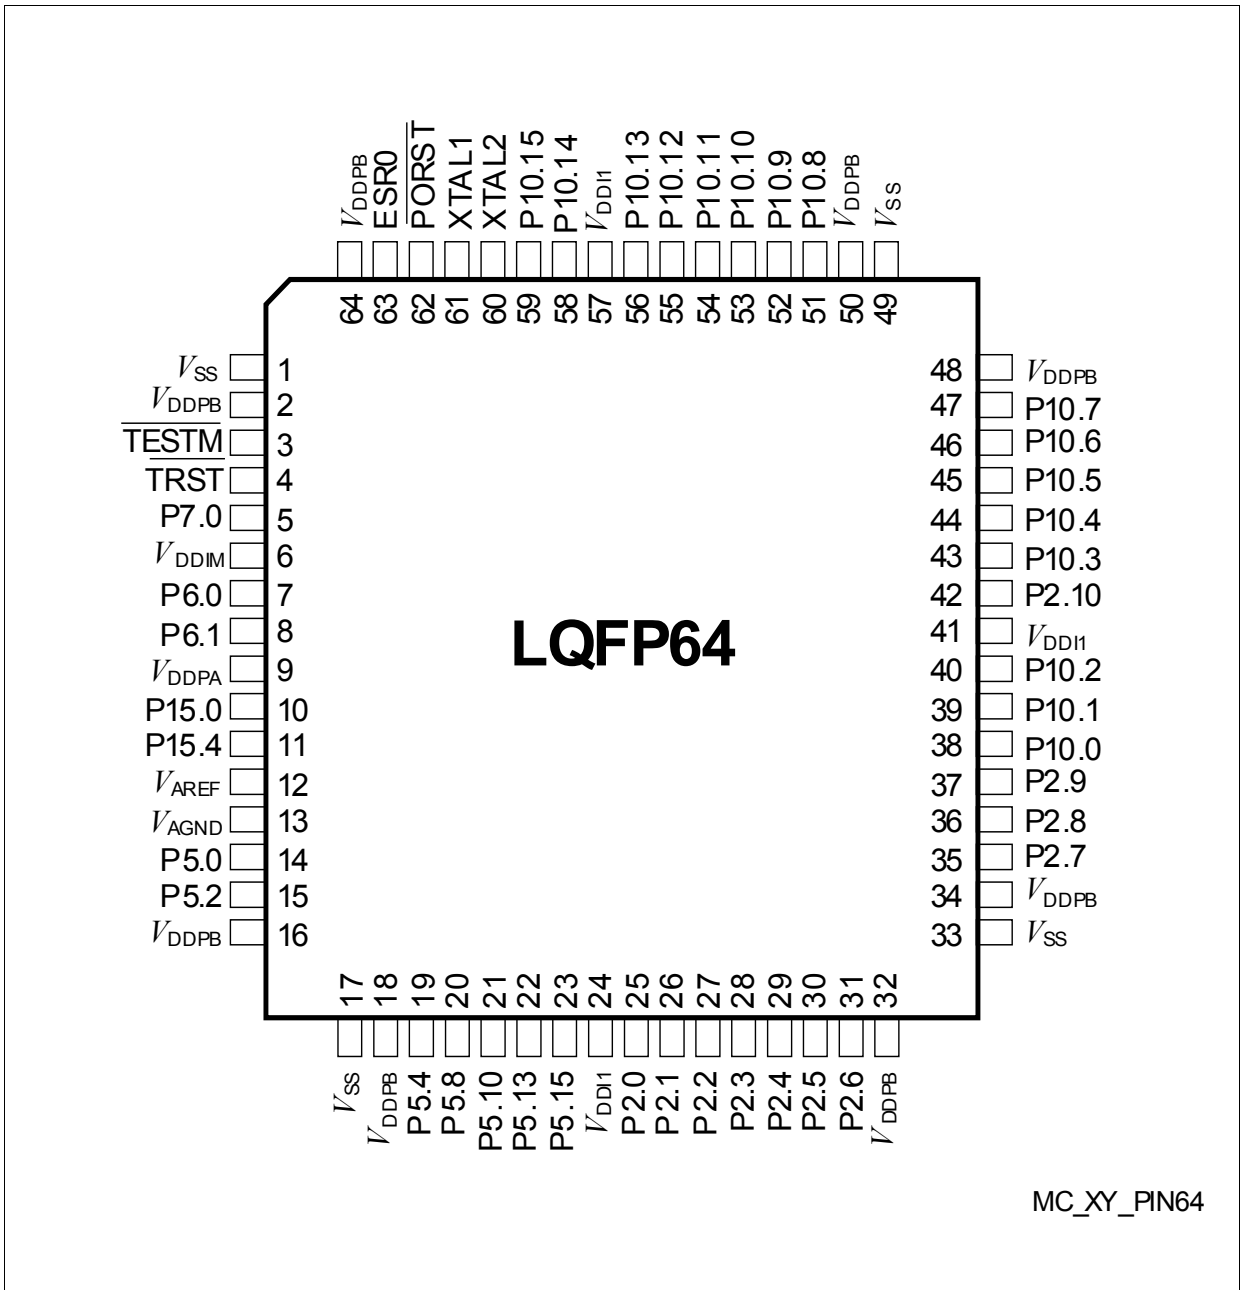 VDDPB
ESR0
PORST
XTAL1
XTAL2
P10.15
P10.14
VDDI1
P10.13
P10.12
P10.11
P10.10
P10.9
P10.8
VDDPB
VSS
64 63 62 61 60 59 58 57 56 55 54 53 52 51 50 49
VSS 1
VDDPB 2
TESTM 3
TRST 4
P7.0 5
VDDIM 6
P6.0 7
P6.1 8
VDDPA 9
P15.0 10
P15.4 11
VAREF 12
VAGND 13
P5.0 14
P5.2 15
VDDPB 16
LQFP64
48 VDDPB
47 P10.7
46 P10.6
45 P10.5
44 P10.4
43 P10.3
42 P2.10
41 VDDI1
40 P10.2
39 P10.1
38 P10.0
37 P2.9
36 P2.8
35 P2.7
34 VDDPB
33 VSS
17 18 19 20 21 22 23 24 25 26 27 28 29 30 31 32
VSS
VDDPB
P5.4
P5.8
P5.10
P5.13
P5.15
VDDI1
P2.0
P2.1
P2.2
P2.3
P2.4
P2.5
P2.6
VDDPB
MC_XY_PIN64